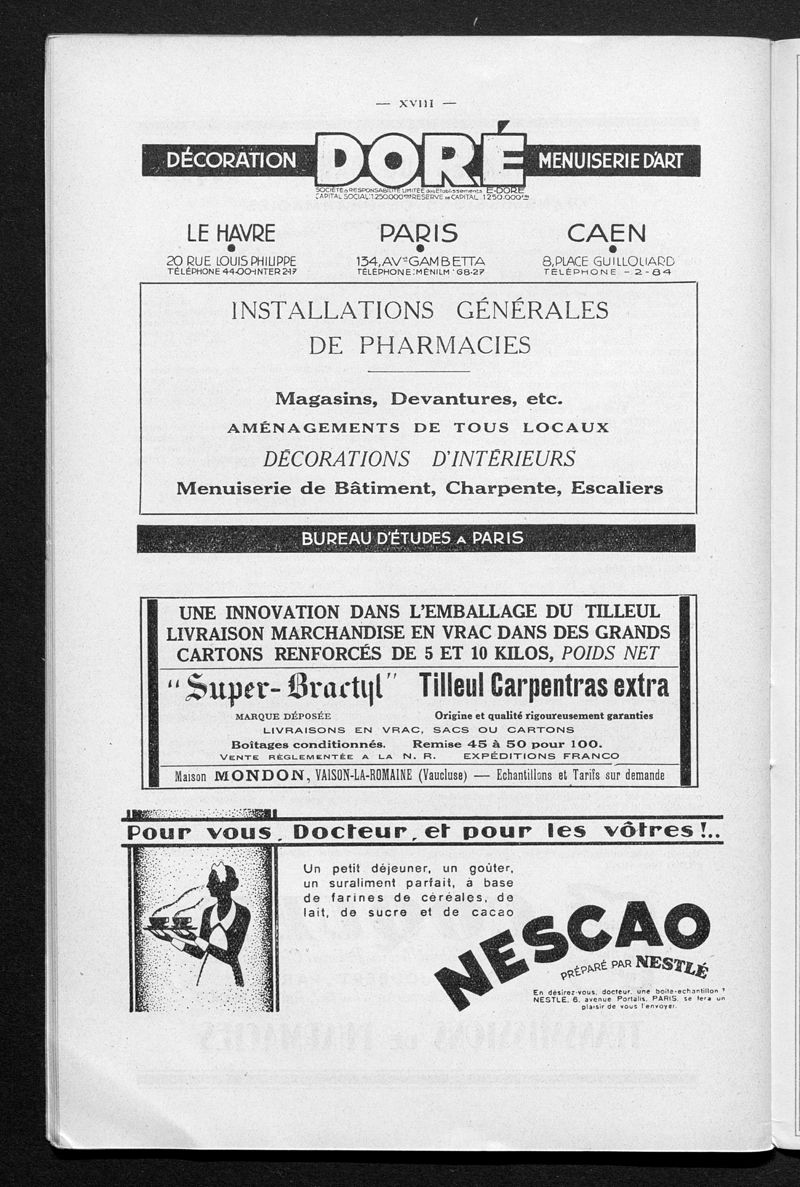 — XVIII —
DÉCORATION DORÉ MENUISERIE D'ART
SOCIÉTÉ A RESPONSABILITÉ LIMITÉE des Etablissements E-DORÉ
CAPITAL SOCIAL: 1.250.000 RESERVE DE CAPITAL 1.250.000
LE HAVRE
20 RUE LOUIS PHILIPPE
TÉLÉPHONE 44-00-INTER 217
PARIS
134, AVUE GAMBETTA
TÉLÉPHONE: MÉNILMT 68-27
CAEN
8, PLACE GUILLOUARD
TÉLÉPHONE - 2-84
INSTALLATIONS GÉNÉRALES
DE PHARMACIES
Magasins, Devantures, etc.
AMÉNAGEMENTS DE TOUS LOCAUX
DÉCORATIONS D'INTÉRIEURS
Menuiserie de Bâtiment, Charpente, Escaliers
BUREAU D'ÉTUDES A PARIS
UNE INNOVATION DANS L'EMBALLAGE DU TILLEUL
LIVRAISON MARCHANDISE EN VRAC DANS DES GRANDS
CARTONS RENFORCÉS DE 5 ET 10 KILOS, POIDS NET
"Super-Bractyl" Tilleul Carpentras extra
MARQUE DÉPOSÉE Origine et qualité rigoureusement garanties
LIVRAISONS EN VRAC, SACS OU CARTONS
Boîtages conditionnés. Remise 45 à 50 pour 100.
VENTE RÉGLEMENTÉE A LA N. R. EXPÉDITIONS FRANCO
Maison MONDON, VAISON-LA-ROMAINE (Vaucluse) — Echantillons et Tarifs sur demande
Pour vous, Docteur, et pour les vôtres !..
Un petit déjeuner, un goûter,
un suraliment parfait, à base
de farines de céréales, de
lait, de sucre et de cacao
NESCAO
PRÉPARÉ PAR NESTLÉ
En désirez-vous, docteur, une boîte-échantillon ?
NESTLÉ, 6, avenue Portalis, PARIS, se fera un
plaisir de vous l'envoyer.